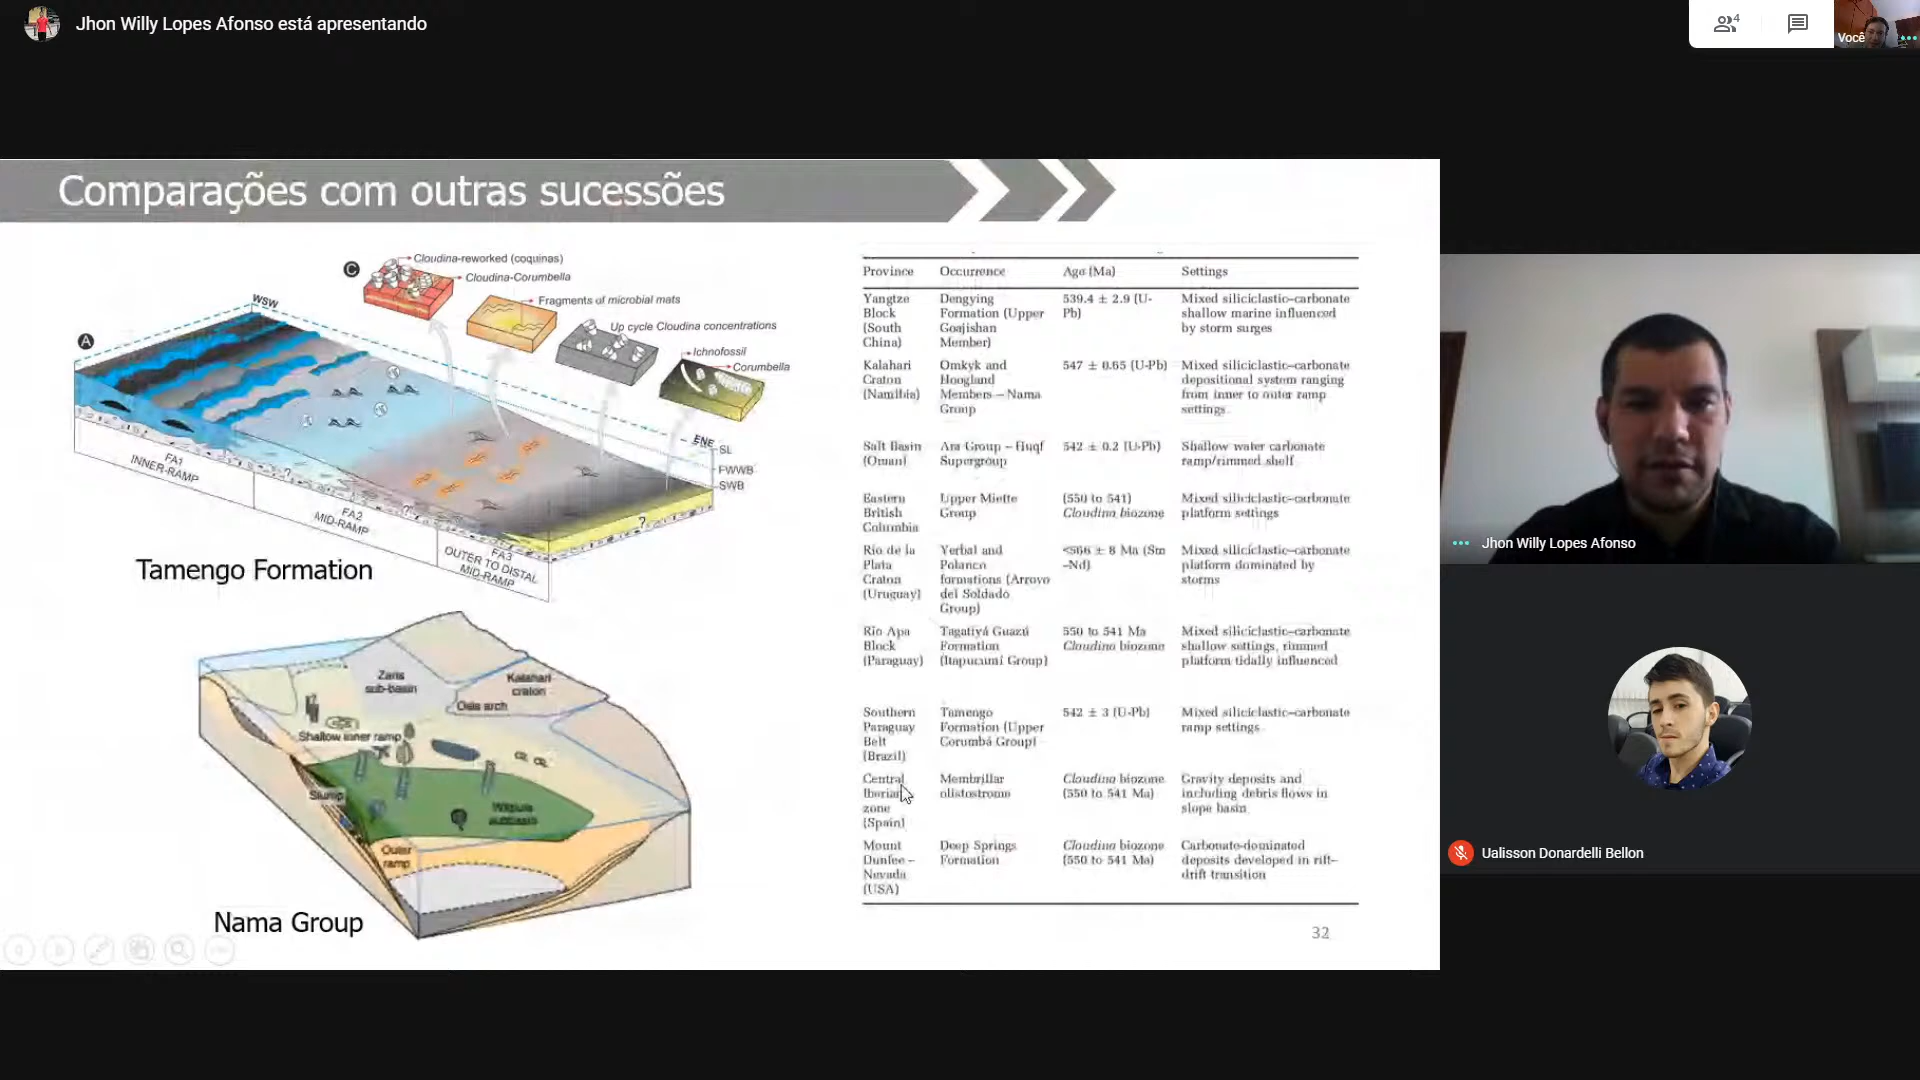 Jhon Willy Lopes Afonso está apresentando
4
Você
Comparações com outras sucessões
C
Cloudina-reworked (coquinas)
Cloudina-Corumbella
Fragments of microbial mats
Up cycle Cloudina concentrations
Ichnofossil
Corumbella
A
WSW
ENE
SL
FWWB
SWB
FA1
INNER-RAMP
FA2
MID-RAMP
FA3
OUTER TO DISTAL
MID-RAMP
?
?
?
Tamengo Formation
Zaris
sub-basin
Kalahari
craton
Osis arch
Shallow inner ramp
Slump
Witputs
subbasin
Outer
ramp
Nama Group
Province Occurrence Age (Ma) Settings
Yangtze Block (South China) Dengying Formation (Upper Gaojishan Member) 539.4 ± 2.9 (U-Pb) Mixed siliciclastic–carbonate shallow marine influenced by storm surges
Kalahari Craton (Namibia) Omkyk and Hoogland Members – Nama Group 547 ± 0.65 (U-Pb) Mixed siliciclastic–carbonate depositional system ranging from inner to outer ramp settings
Salt Basin (Oman) Ara Group – Huqf Supergroup 542 ± 0.2 (U-Pb) Shallow water carbonate ramp/rimmed shelf
Eastern British Columbia Upper Miette Group (550 to 541) Cloudina biozone Mixed siliciclastic–carbonate platform settings
Rio de la Plata Craton (Uruguay) Yerbal and Polanco formations (Arroyo del Soldado Group) <566 ± 8 Ma (Sm–Nd) Mixed siliciclastic–carbonate platform dominated by storms
Rio Apa Block (Paraguay) Tagatiyá Guazú Formation (Itapucumí Group) 550 to 541 Ma Cloudina biozone Mixed siliciclastic–carbonate shallow settings, rimmed platform tidally influenced
Southern Paraguay Belt (Brazil) Tamengo Formation (Upper Corumbá Group) 542 ± 3 (U-Pb) Mixed siliciclastic–carbonate ramp settings
Central Iberian zone (Spain) Membrillar olistostrome Cloudina biozone (550 to 541 Ma) Gravity deposits and including debris flows in slope basin
Mount Dunfee – Nevada (USA) Deep Springs Formation Cloudina biozone (550 to 541 Ma) Carbonate-dominated deposits developed in rift–drift transition
32
Jhon Willy Lopes Afonso
Ualisson Donardelli Bellon